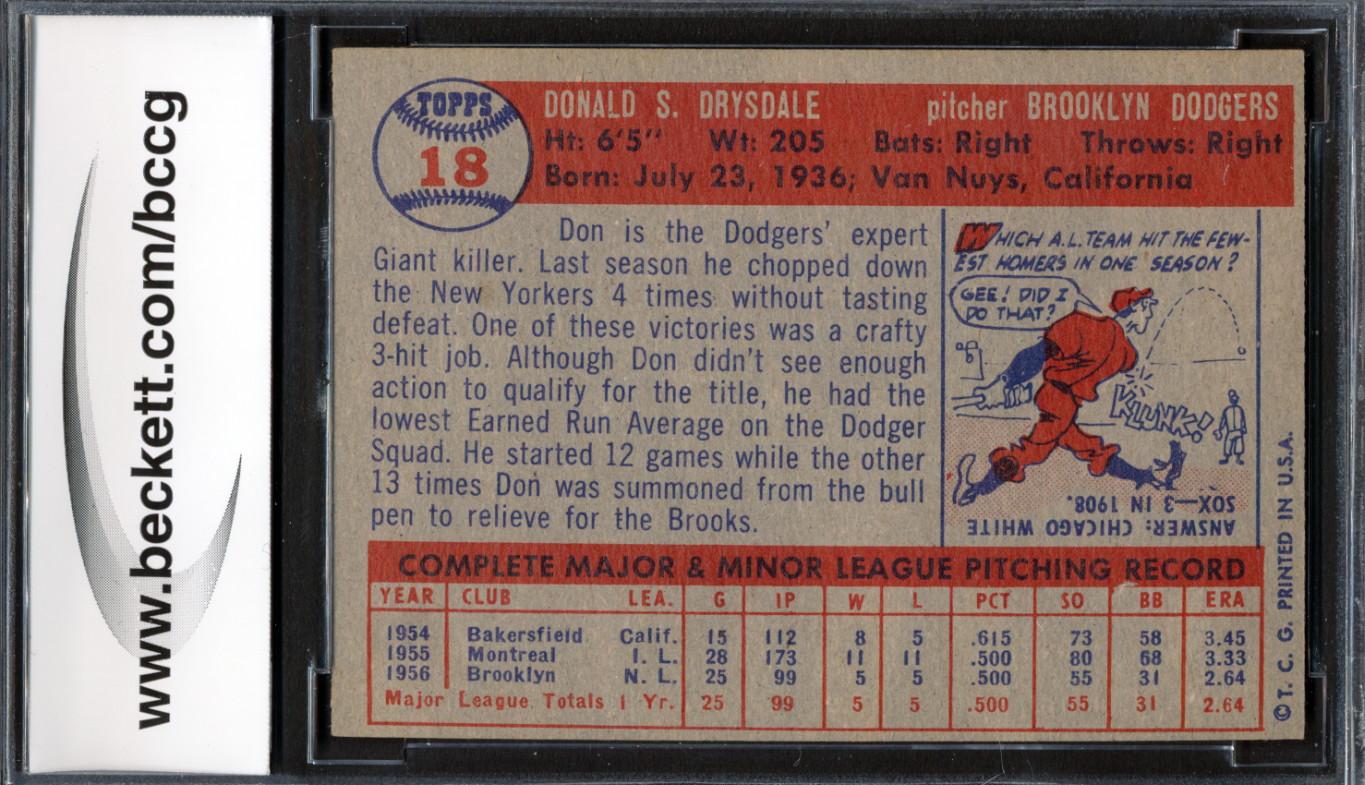 www.beckett.com/bccg
TOPPS
18
DONALD S. DRYSDALE pitcher BROOKLYN DODGERS
Ht: 6'5" Wt: 205 Bats: Right Throws: Right
Born: July 23, 1936; Van Nuys, California
Don is the Dodgers' expert
Giant killer. Last season he chopped down
the New Yorkers 4 times without tasting
defeat. One of these victories was a crafty
3-hit job. Although Don didn't see enough
action to qualify for the title, he had the
lowest Earned Run Average on the Dodger
Squad. He started 12 games while the other
13 times Don was summoned from the bull
pen to relieve for the Brooks.
WHICH A.L. TEAM HIT THE FEW-
EST HOMERS IN ONE SEASON?
GEE! DID I
DO THAT?
KLUNK!
ANSWER: CHICAGO WHITE
SOX—3 IN 1908.
COMPLETE MAJOR & MINOR LEAGUE PITCHING RECORD
YEAR CLUB LEA. G IP W L PCT SO BB ERA
1954 Bakersfield Calif. 15 112 8 5 .615 73 58 3.45
1955 Montreal I. L. 28 173 11 11 .500 80 68 3.33
1956 Brooklyn N. L. 25 99 5 5 .500 55 31 2.64
Major League Totals 1 Yr. 25 99 5 5 .500 55 31 2.64
© T. C. G. PRINTED IN U.S.A.